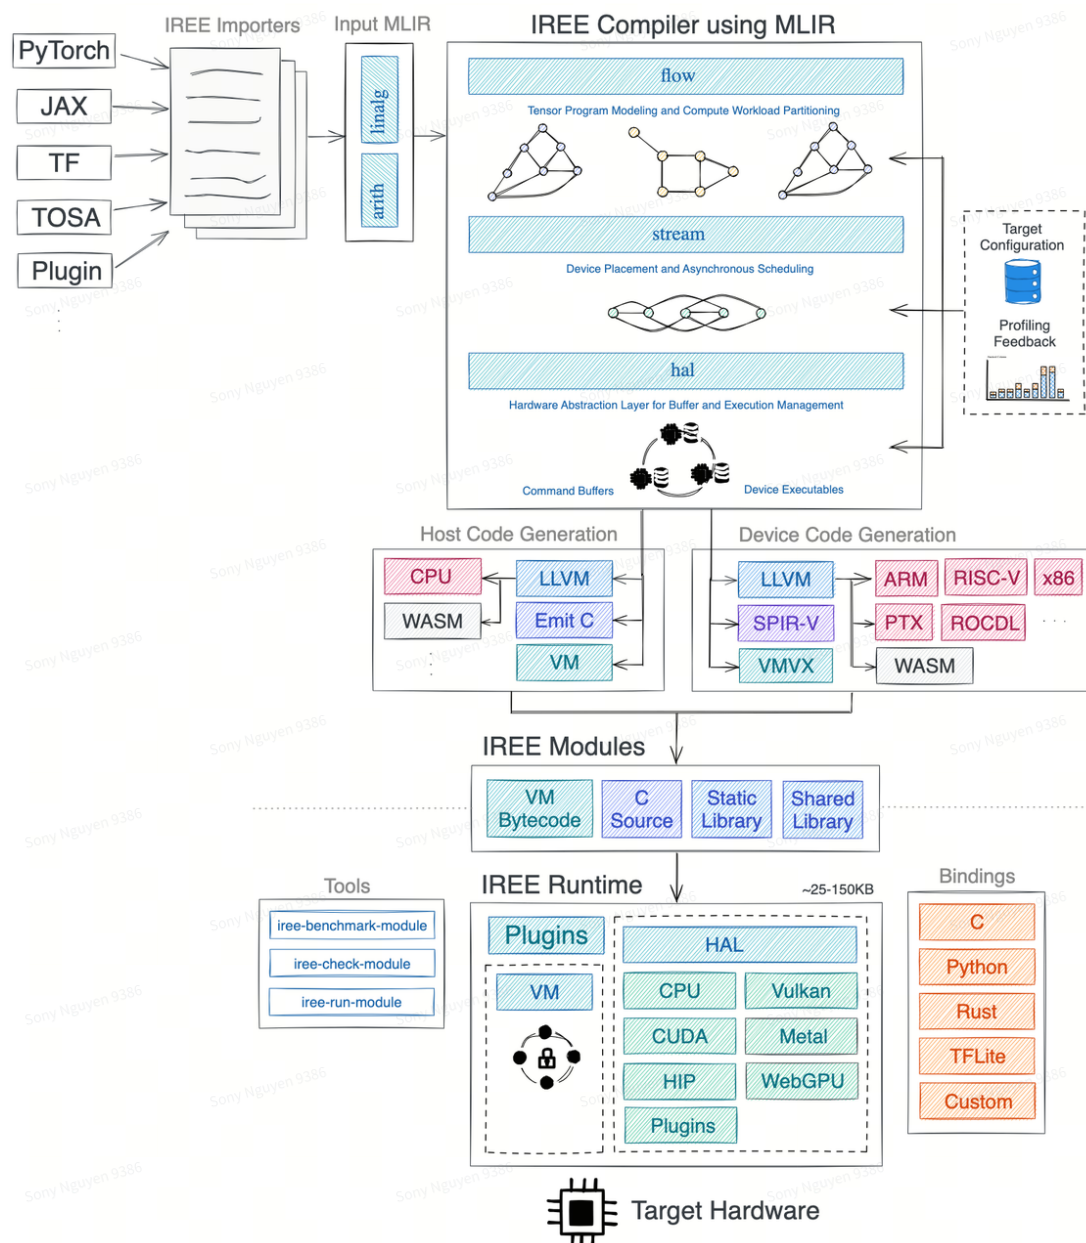 IREE Importers
Input MLIR
IREE Compiler using MLIR
PyTorch
JAX
TF
TOSA
Plugin
linalg
arith
flow
Tensor Program Modeling and Compute Workload Partitioning
stream
Device Placement and Asynchronous Scheduling
hal
Hardware Abstraction Layer for Buffer and Execution Management
Command Buffers
Device Executables
Target
Configuration
Profiling
Feedback
Host Code Generation
CPU
LLVM
WASM
Emit C
VM
Device Code Generation
LLVM
ARM
RISC-V
x86
SPIR-V
PTX
ROCDL
VMVX
WASM
IREE Modules
VM
Bytecode
C
Source
Static
Library
Shared
Library
IREE Runtime
~25-150KB
Tools
iree-benchmark-module
iree-check-module
iree-run-module
Plugins
VM
HAL
CPU
Vulkan
CUDA
Metal
HIP
WebGPU
Plugins
Bindings
C
Python
Rust
TFLite
Custom
Target Hardware
Sony Nguyen 9386